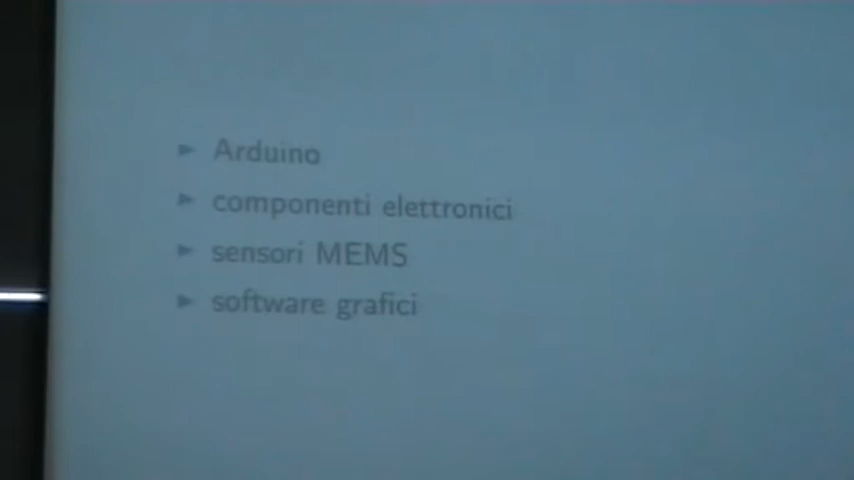 Arduino
componenti elettronici
sensori MEMS
software grafici